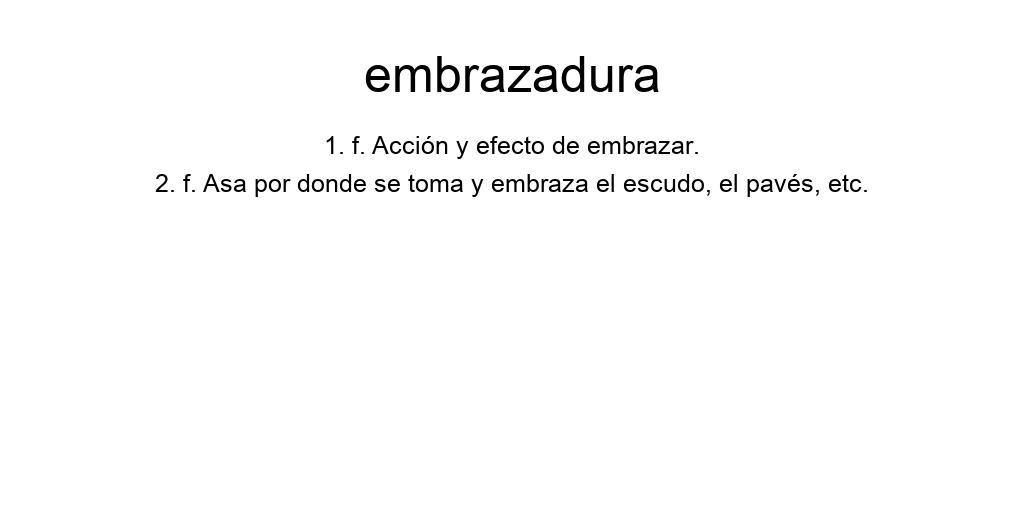 embrazadura
1. f. Acción y efecto de embrazar.
2. f. Asa por donde se toma y embraza el escudo, el pavés, etc.